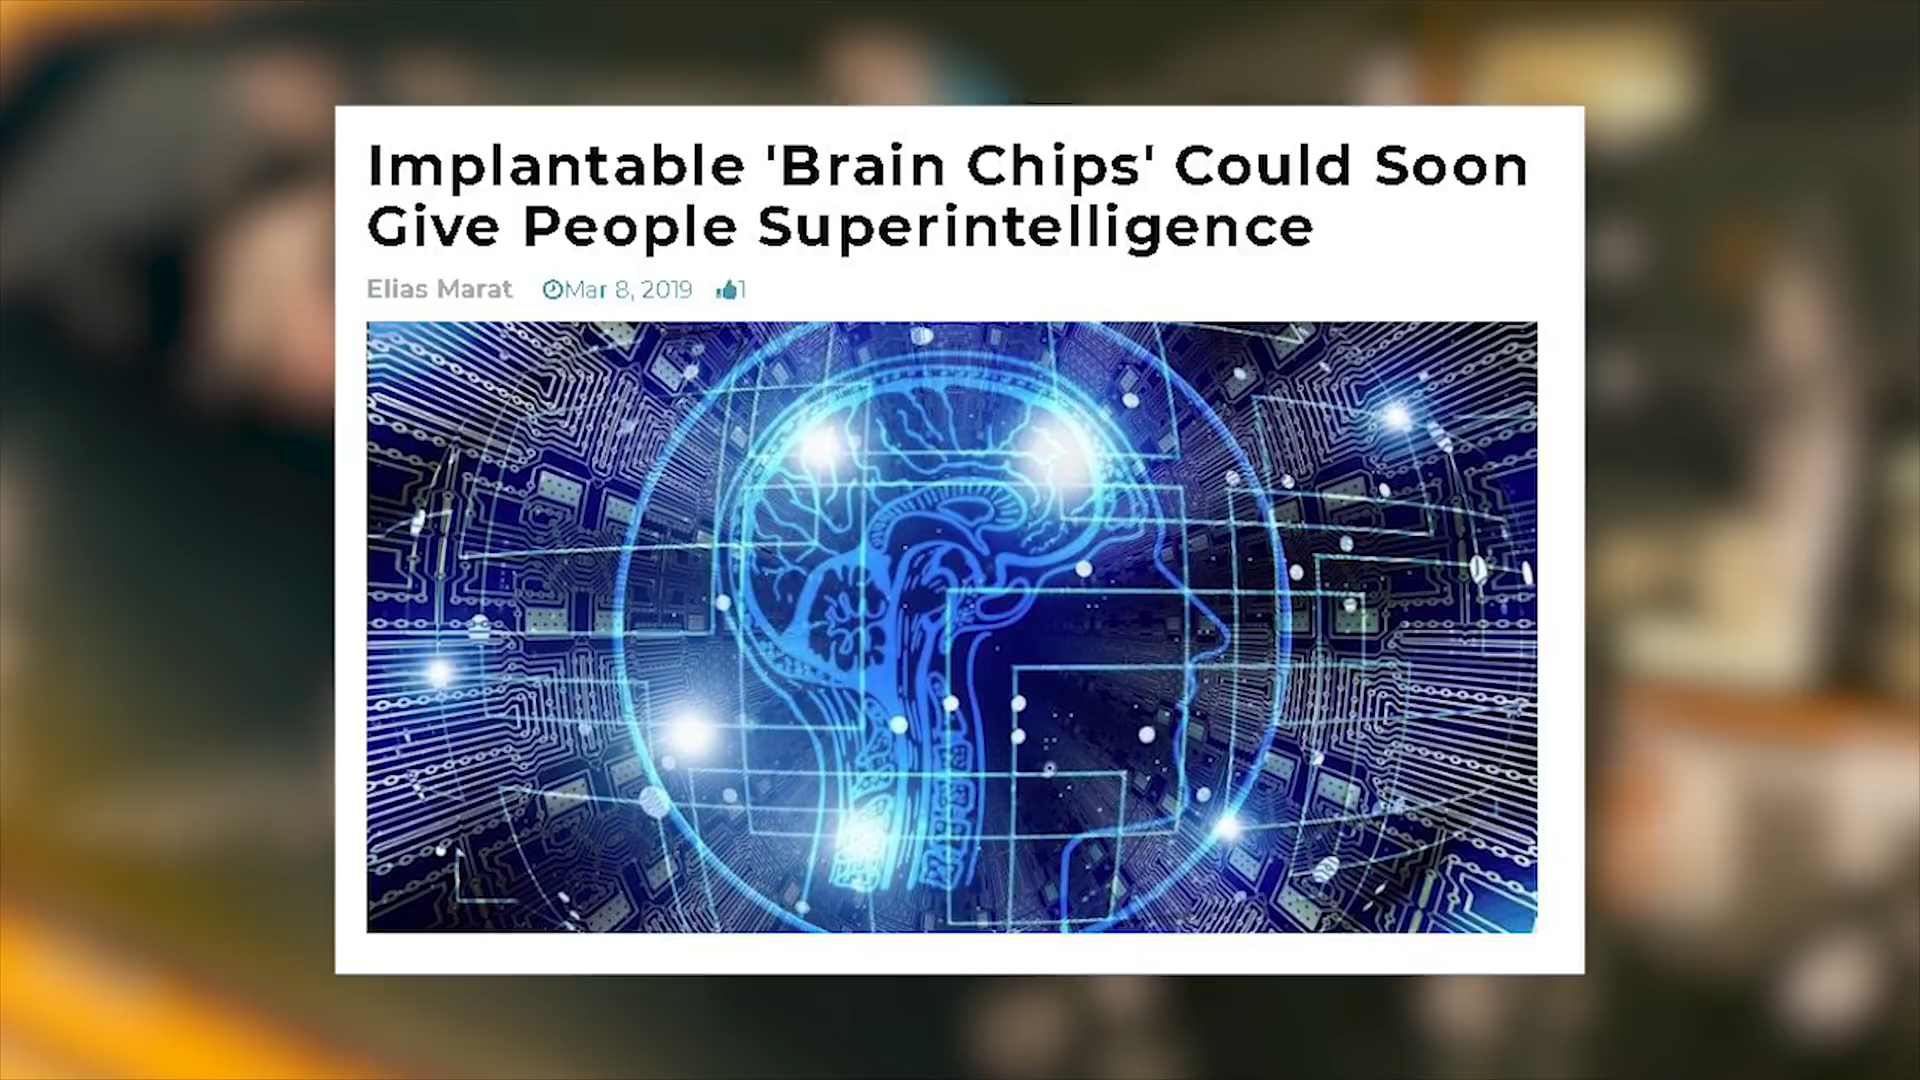 Implantable 'Brain Chips' Could Soon
Give People Superintelligence
Elias Marat Mar 8, 2019 1